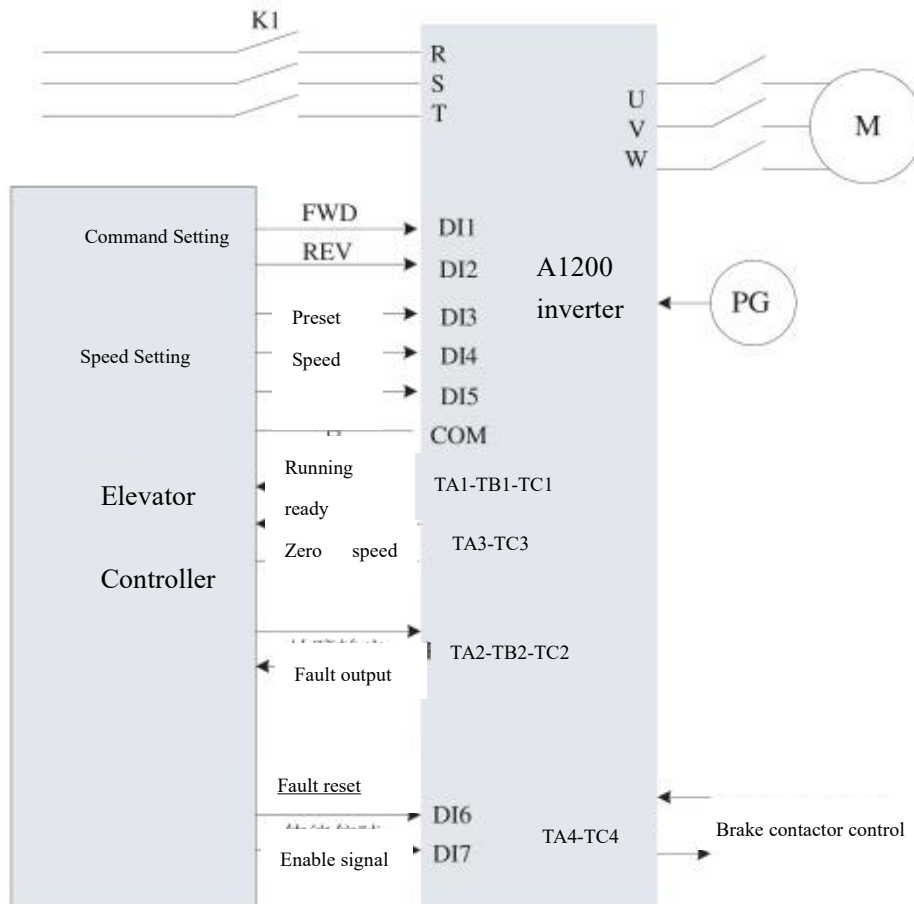 K1
R
S
T
U
V
W
M
FWD
Command Setting
DI1
REV
DI2
A1200
inverter
PG
Preset
DI3
Speed Setting
Speed
DI4
DI5
COM
Running
ready
TA1-TB1-TC1
Elevator
Zero speed
TA3-TC3
Controller
TA2-TB2-TC2
Fault output
Fault reset
DI6
TA4-TC4
Brake contactor control
Enable signal
DI7